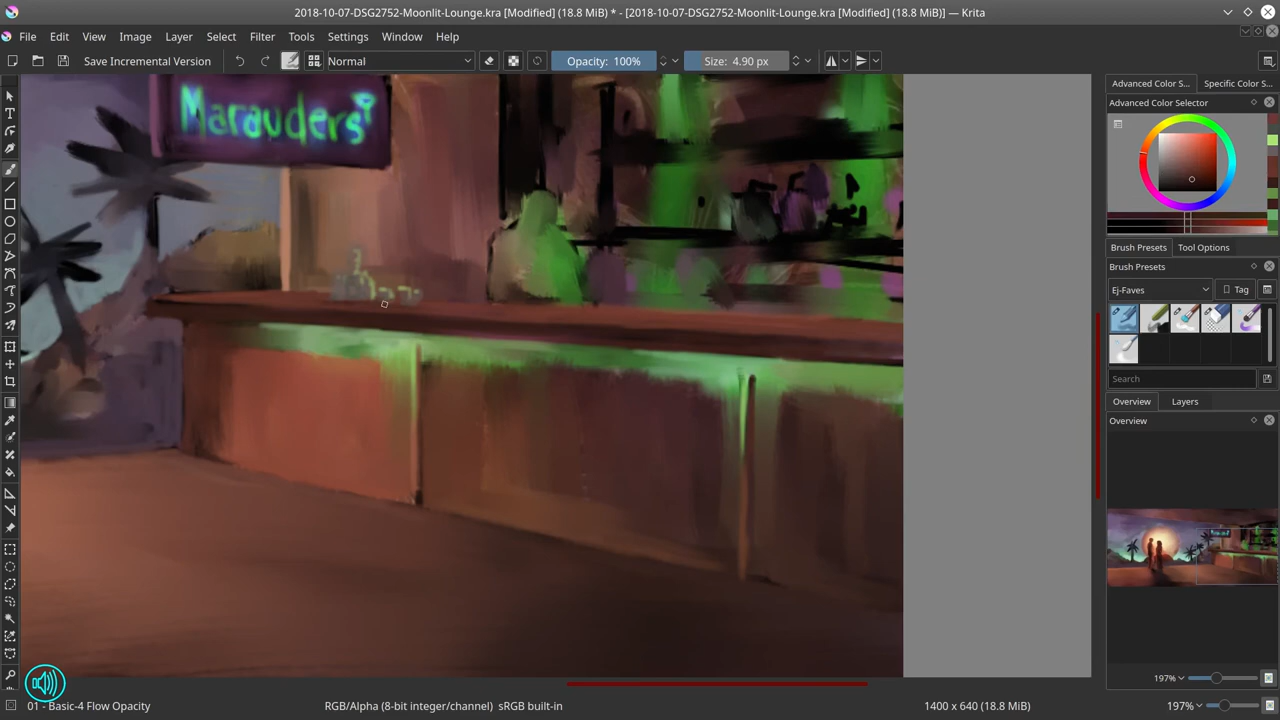 2018-10-07-DSG2752-Moonlit-Lounge.kra [Modified] (18.8 MiB) * - [2018-10-07-DSG2752-Moonlit-Lounge.kra [Modified] (18.8 MiB)] — Krita
File Edit View Image Layer Select Filter Tools Settings Window Help
Save Incremental Version Normal Opacity: 100% Size: 4.90 px
Advanced Color S... Specific Color S...
Advanced Color Selector
Marauders
Brush Presets Tool Options
Brush Presets
Ej-Faves Tag
Search
Overview Layers
Overview
197%
01 - Basic-4 Flow Opacity RGB/Alpha (8-bit integer/channel) sRGB built-in 1400 x 640 (18.8 MiB) 197%